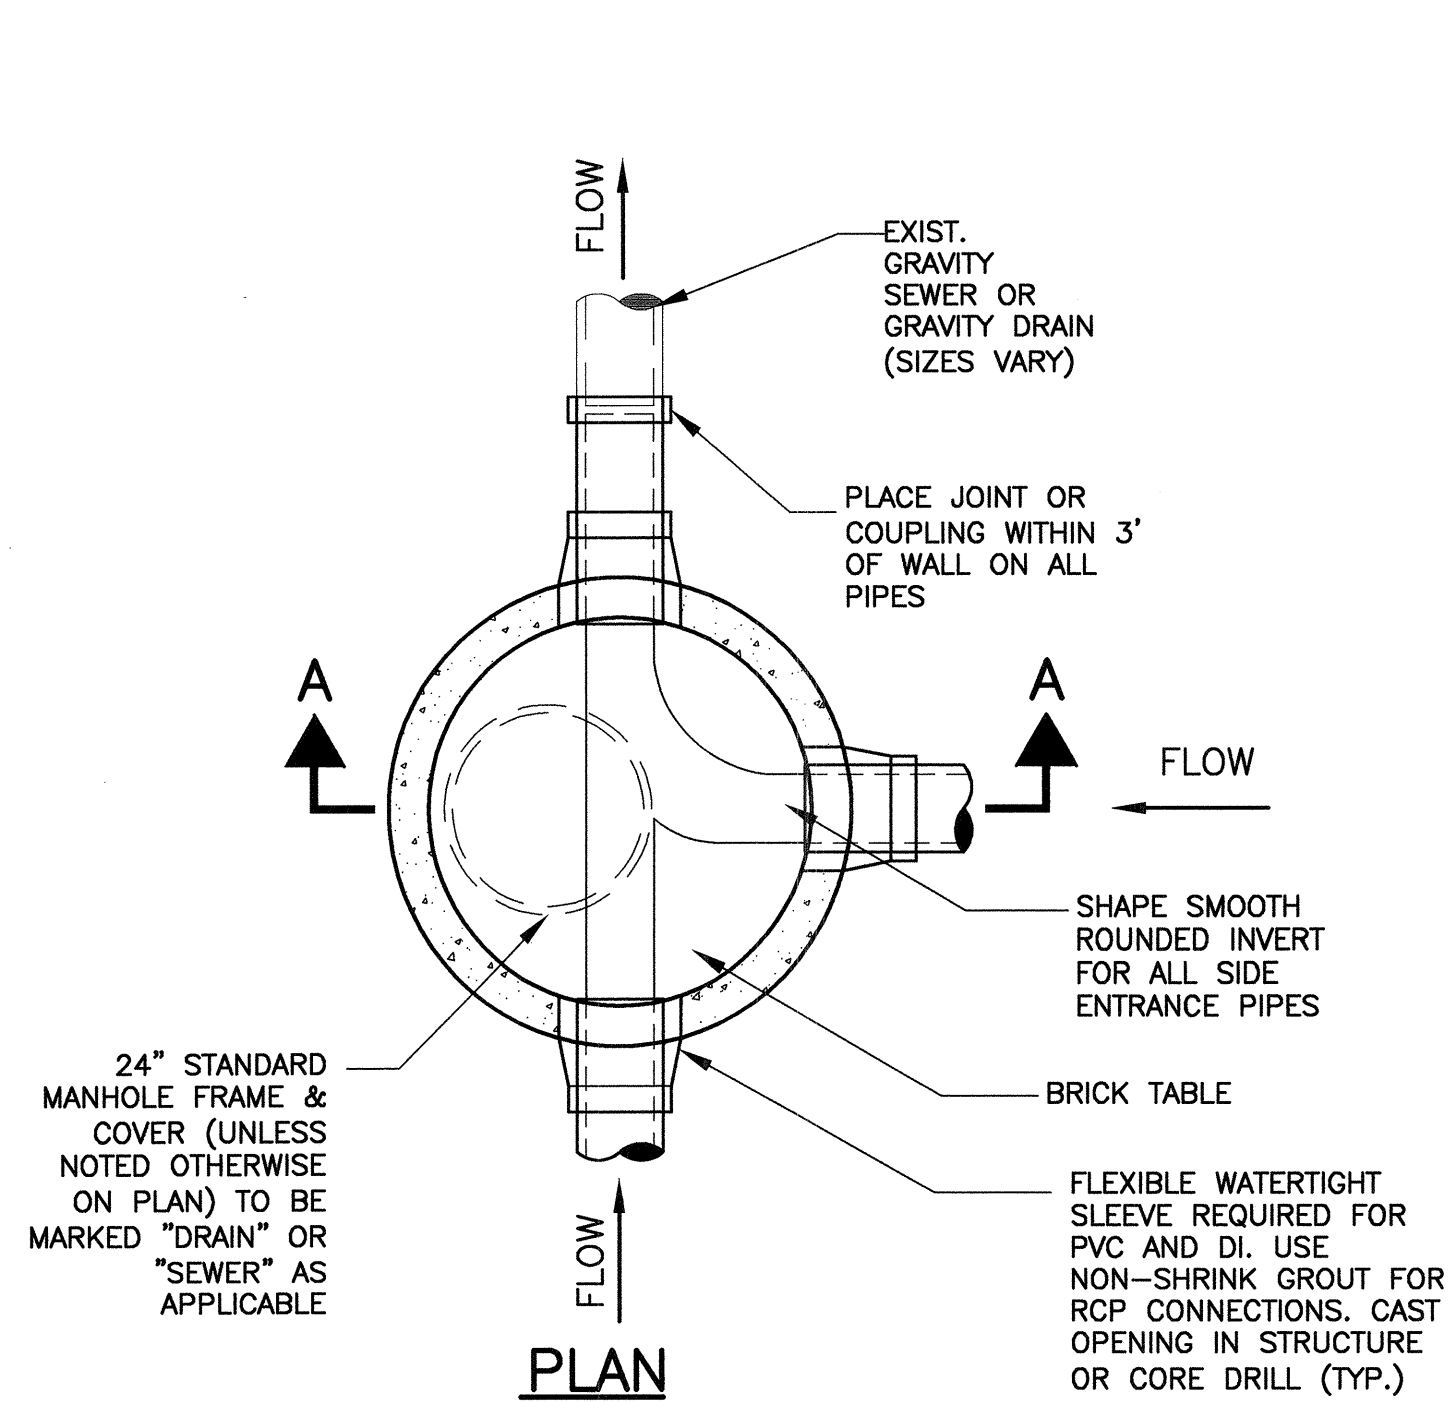 FLOW
EXIST.
GRAVITY
SEWER OR
GRAVITY DRAIN
(SIZES VARY)
PLACE JOINT OR
COUPLING WITHIN 3'
OF WALL ON ALL
PIPES
A
A
FLOW
SHAPE SMOOTH
ROUNDED INVERT
FOR ALL SIDE
ENTRANCE PIPES
24" STANDARD
MANHOLE FRAME &
COVER (UNLESS
NOTED OTHERWISE
ON PLAN) TO BE
MARKED "DRAIN" OR
"SEWER" AS
APPLICABLE
BRICK TABLE
FLEXIBLE WATERTIGHT
SLEEVE REQUIRED FOR
PVC AND DI. USE
NON-SHRINK GROUT FOR
RCP CONNECTIONS. CAST
OPENING IN STRUCTURE
OR CORE DRILL (TYP.)
FLOW
PLAN